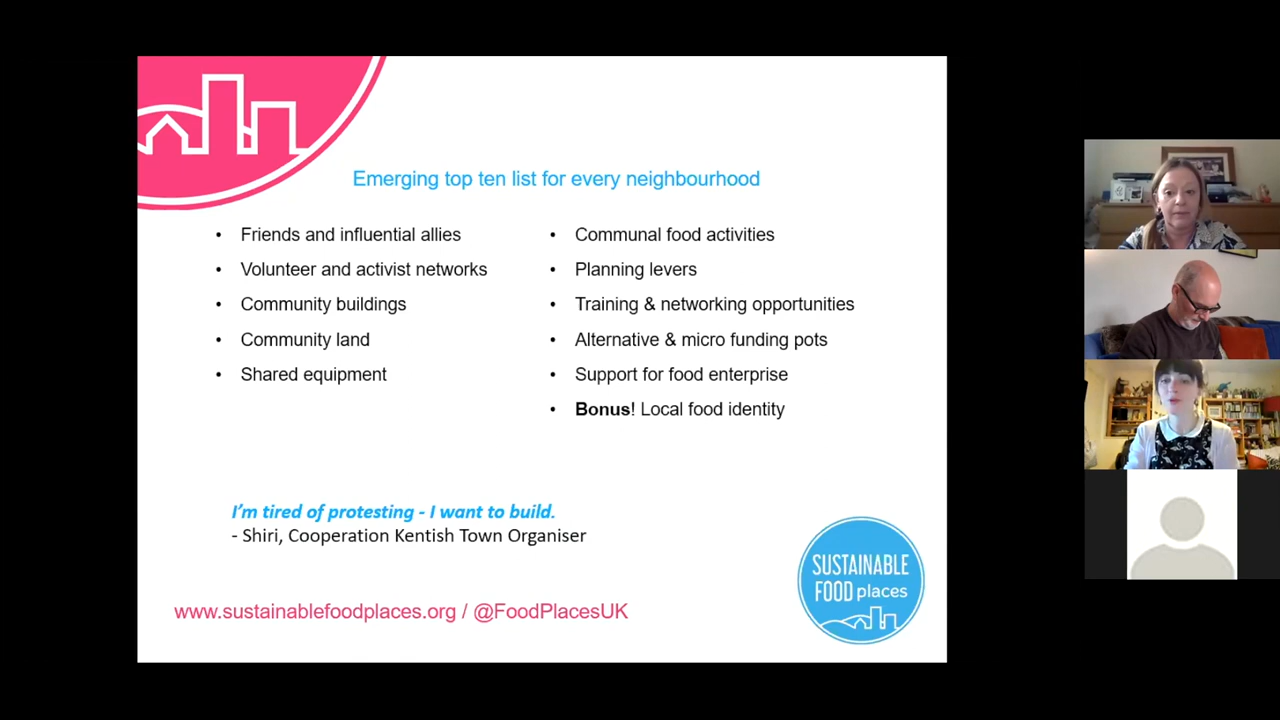 Emerging top ten list for every neighbourhood
• Friends and influential allies
• Volunteer and activist networks
• Community buildings
• Community land
• Shared equipment
• Communal food activities
• Planning levers
• Training & networking opportunities
• Alternative & micro funding pots
• Support for food enterprise
• Bonus! Local food identity
I’m tired of protesting - I want to build.
- Shiri, Cooperation Kentish Town Organiser
www.sustainablefoodplaces.org / @FoodPlacesUK
SUSTAINABLE
FOOD places